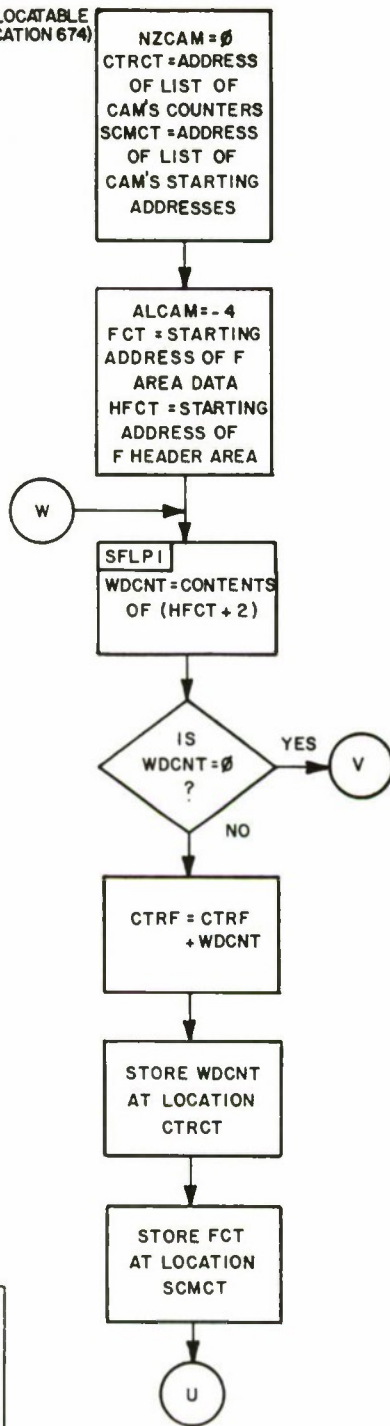 LOCATABLE
CATION 674)
NZCAM = Ø
CTRCT = ADDRESS
OF LIST OF
CAM'S COUNTERS
SCMCT = ADDRESS
OF LIST OF
CAM'S STARTING
ADDRESSES
ALCAM = - 4
FCT = STARTING
ADDRESS OF F
AREA DATA
HFCT = STARTING
ADDRESS OF
F HEADER AREA
W
SFLP1
WDCNT = CONTENTS
OF (HFCT + 2)
IS
WDCNT = Ø
?
YES
V
NO
CTRF = CTRF
+ WDCNT
STORE WDCNT
AT LOCATION
CTRCT
STORE FCT
AT LOCATION
SCMCT
U